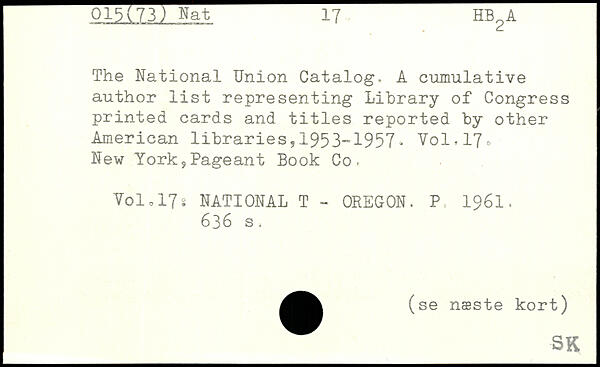 015(73) Nat 17. HB2A
The National Union Catalog. A cumulative
author list representing Library of Congress
printed cards and titles reported by other
American libraries,1953-1957. Vol.17.
New York,Pageant Book Co.
Vol.17: NATIONAL T - OREGON. P. 1961.
636 s.
(se næste kort)
SK